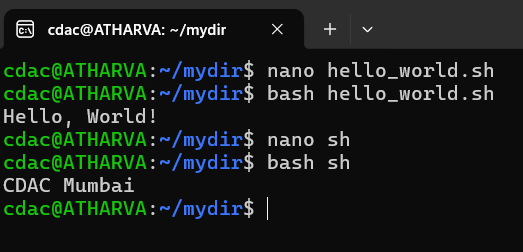 cdac@ATHARVA: ~/mydir
cdac@ATHARVA:~/mydir$ nano hello_world.sh
cdac@ATHARVA:~/mydir$ bash hello_world.sh
Hello, World!
cdac@ATHARVA:~/mydir$ nano sh
cdac@ATHARVA:~/mydir$ bash sh
CDAC Mumbai
cdac@ATHARVA:~/mydir$